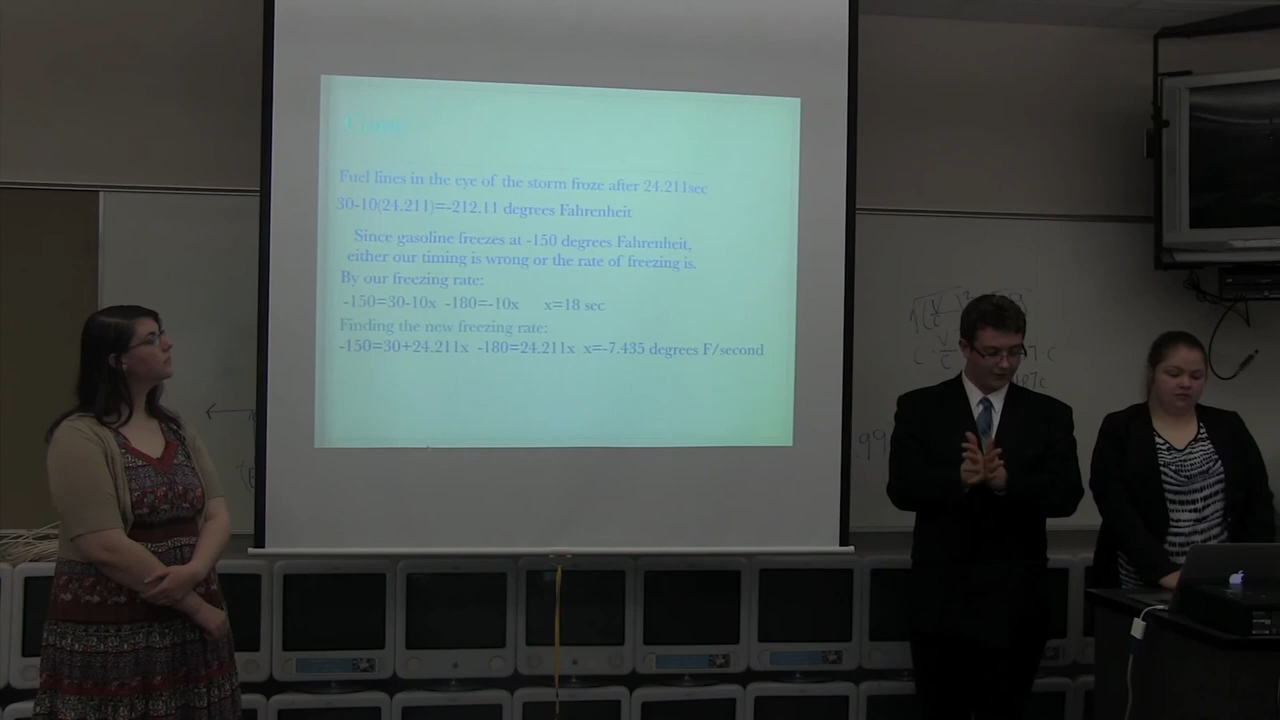 Fuel lines in the eye of the storm froze after 24.211sec
30-10(24.211)=-212.11 degrees Fahrenheit
Since gasoline freezes at -150 degrees Fahrenheit,
either our timing is wrong or the rate of freezing is.
By our freezing rate:
-150=30-10x -180=-10x x=18 sec
Finding the new freezing rate:
-150=30+24.211x -180=24.211x x=-7.435 degrees F/second